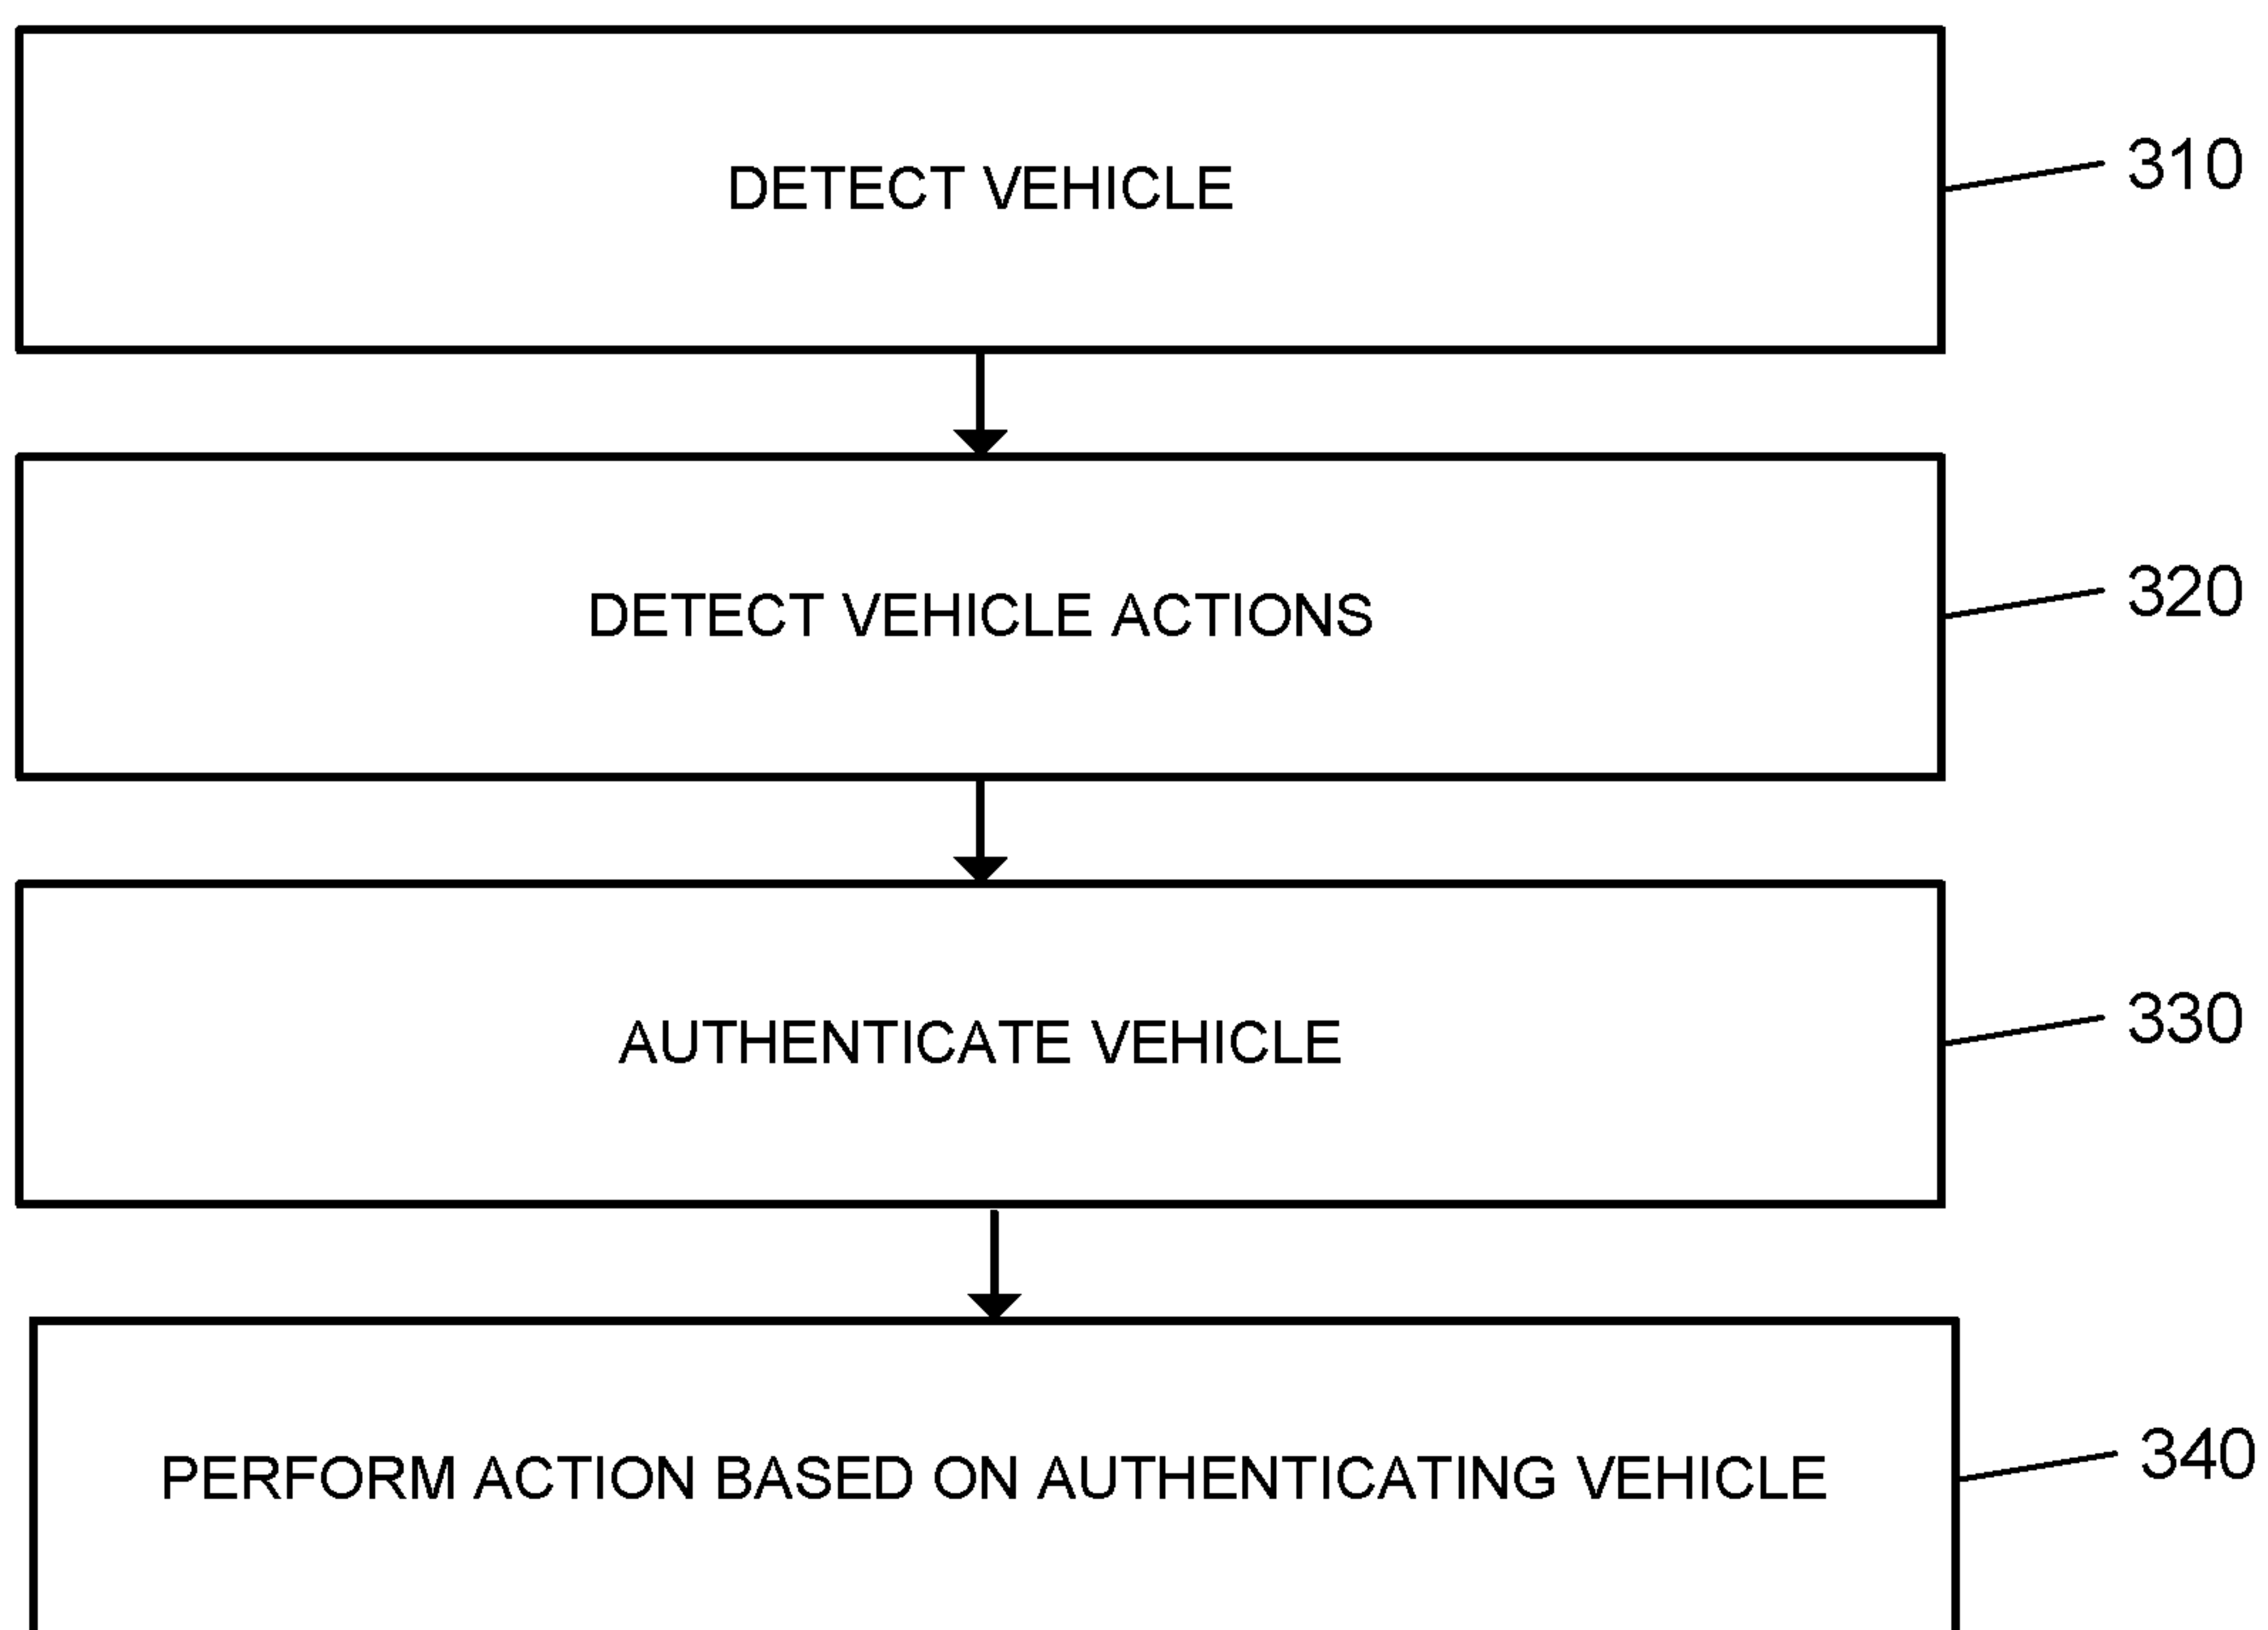 DETECT VEHICLE
310
DETECT VEHICLE ACTIONS
320
AUTHENTICATE VEHICLE
330
PERFORM ACTION BASED ON AUTHENTICATING VEHICLE
340